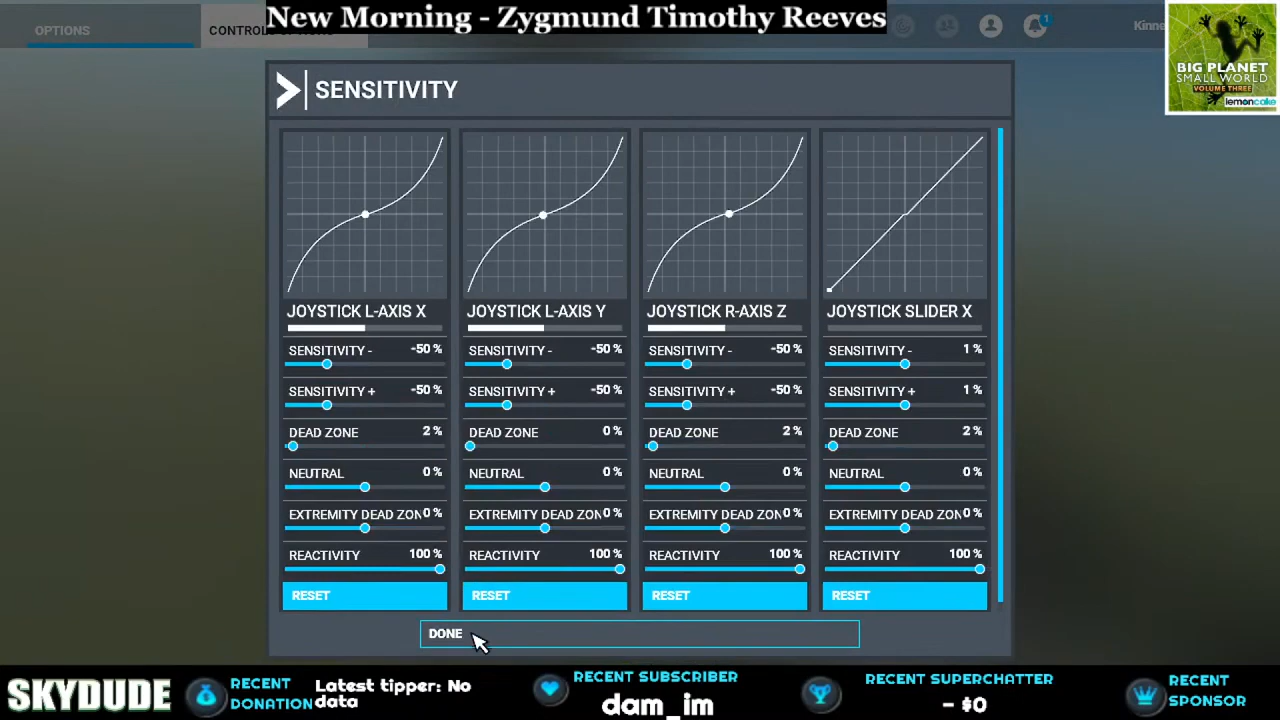 New Morning - Zygmund Timothy Reeves
OPTIONS
1
Kinne
BIG PLANET
SMALL WORLD
VOLUME THREE
lemoncake
SENSITIVITY
JOYSTICK L-AXIS X
SENSITIVITY - -50 %
SENSITIVITY + -50 %
DEAD ZONE 2 %
NEUTRAL 0 %
EXTREMITY DEAD ZON 0 %
REACTIVITY 100 %
RESET
JOYSTICK L-AXIS Y
SENSITIVITY - -50 %
SENSITIVITY + -50 %
DEAD ZONE 0 %
NEUTRAL 0 %
EXTREMITY DEAD ZON 0 %
REACTIVITY 100 %
RESET
JOYSTICK R-AXIS Z
SENSITIVITY - -50 %
SENSITIVITY + -50 %
DEAD ZONE 2 %
NEUTRAL 0 %
EXTREMITY DEAD ZON 0 %
REACTIVITY 100 %
RESET
JOYSTICK SLIDER X
SENSITIVITY - 1 %
SENSITIVITY + 1 %
DEAD ZONE 2 %
NEUTRAL 0 %
EXTREMITY DEAD ZON 0 %
REACTIVITY 100 %
RESET
DONE
SKYDUDE
RECENT
DONATION
Latest tipper: No
data
RECENT SUBSCRIBER
dam_im
RECENT SUPERCHATTER
- $0
RECENT
SPONSOR